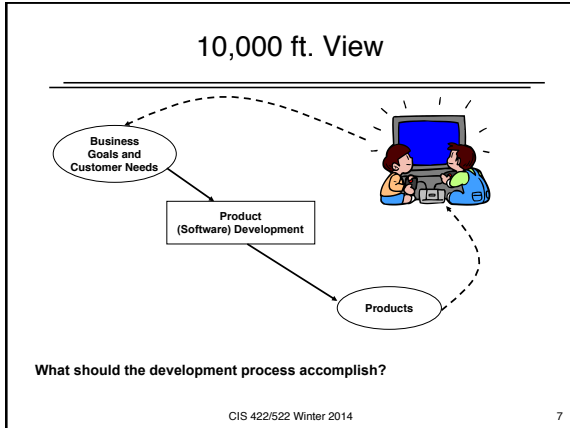 10,000 ft. View
Business
Goals and
Customer Needs
Product
(Software) Development
Products
What should the development process accomplish?
CIS 422/522 Winter 2014
7